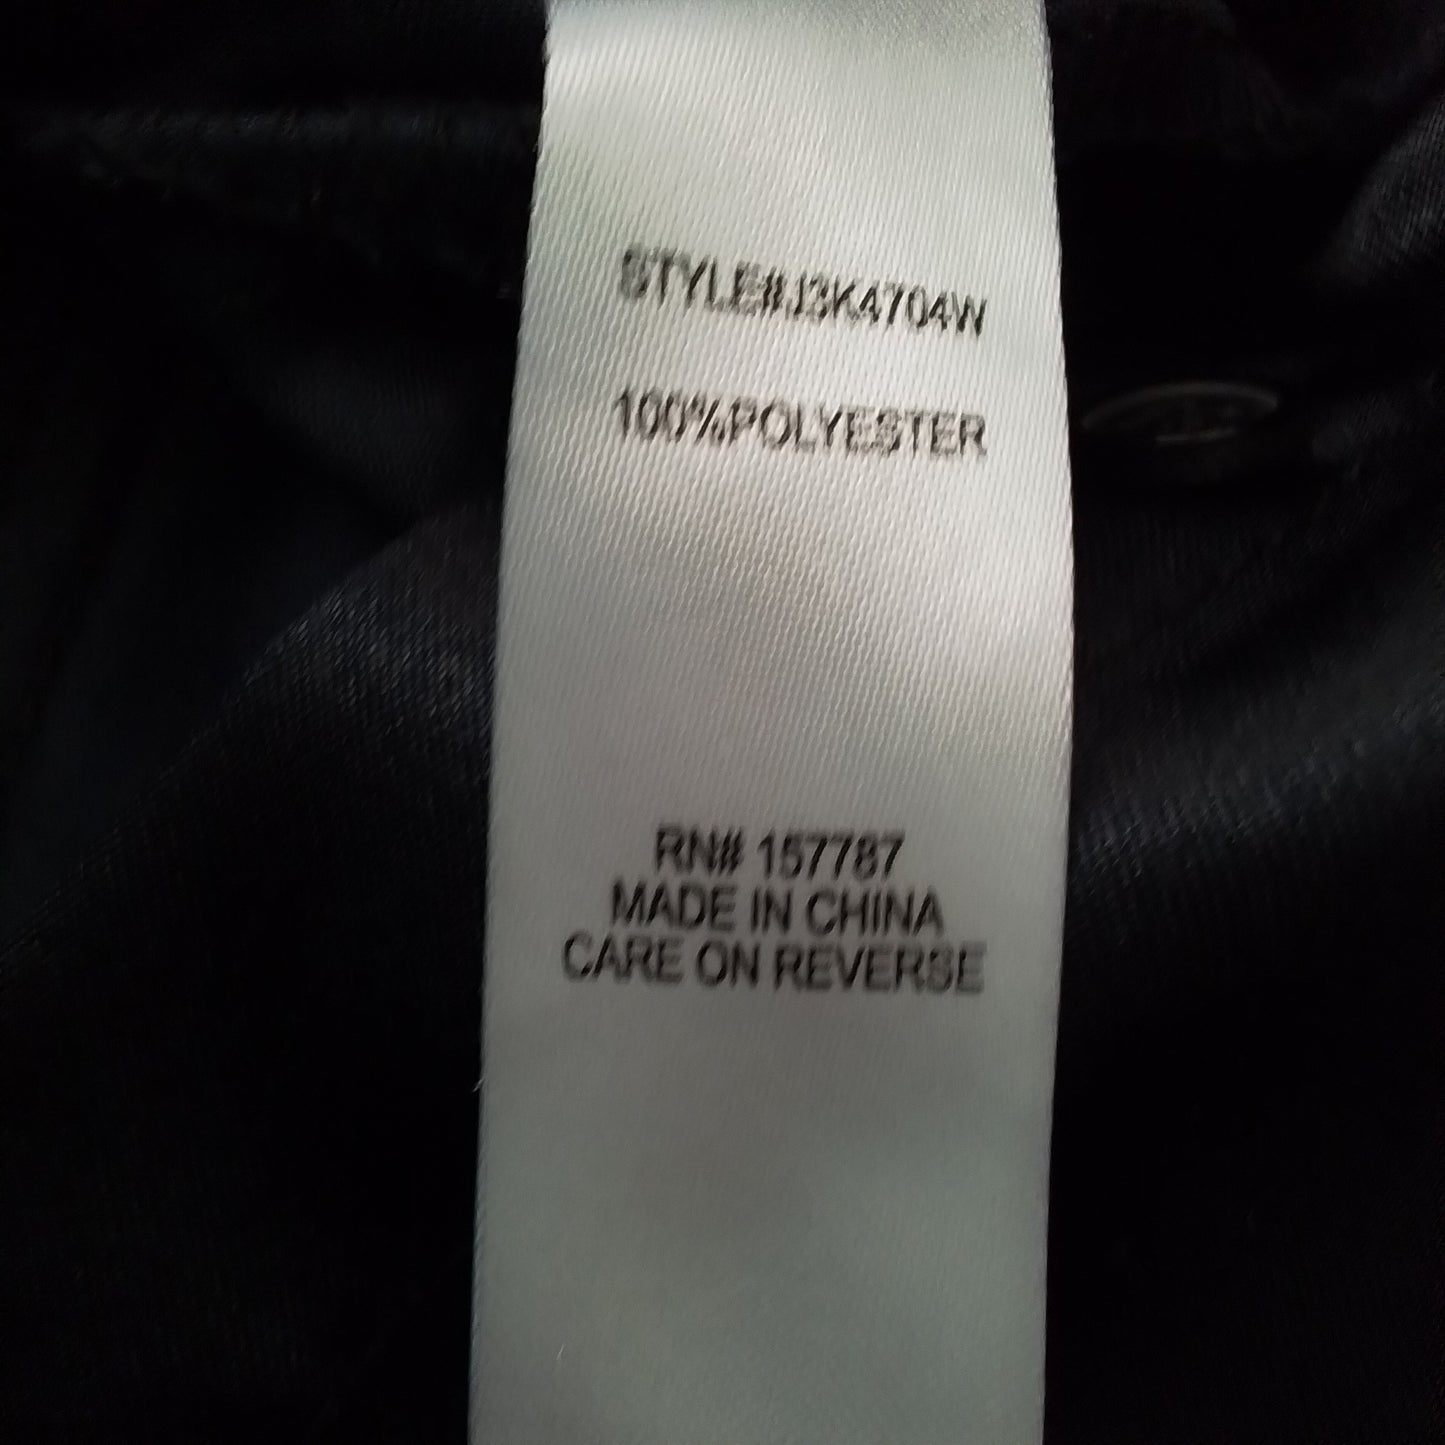 STYLE#J3K4704W
100%POLYESTER
RN# 157787
MADE IN CHINA
CARE ON REVERSE